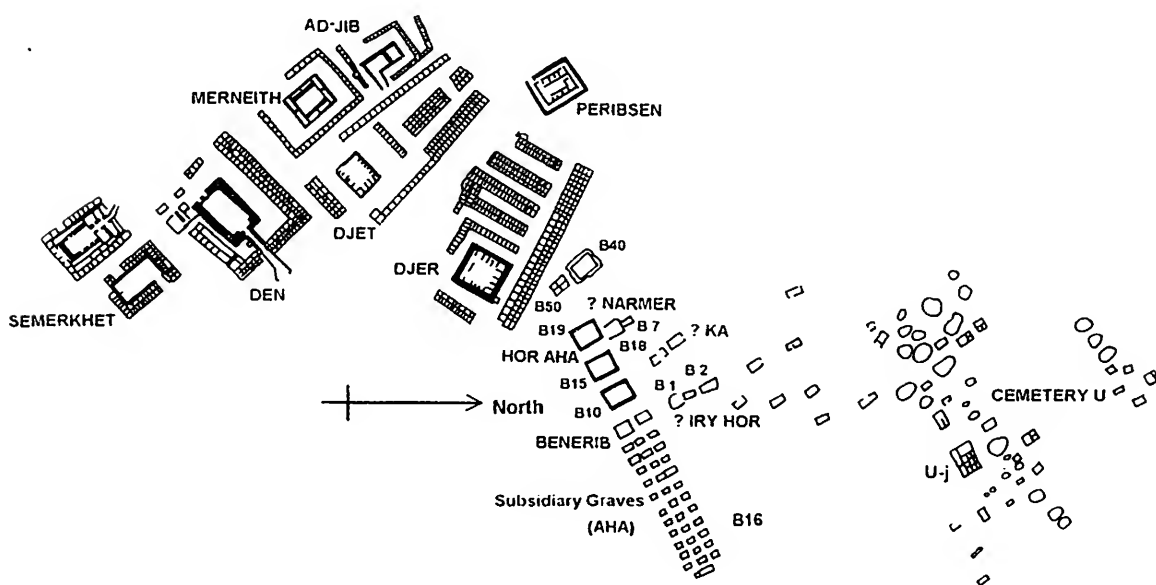 AD-JIB
MERNEITH
PERIBSEN
DJET
DJER
DEN
SEMERKHET
B40
B50
? NARMER
B19
B 7
B18
? KA
HOR AHA
B15
B 2
B 1
North
B10
? IRY HOR
BENERIB
CEMETERY U
U-j
Subsidiary Graves
(AHA)
B16